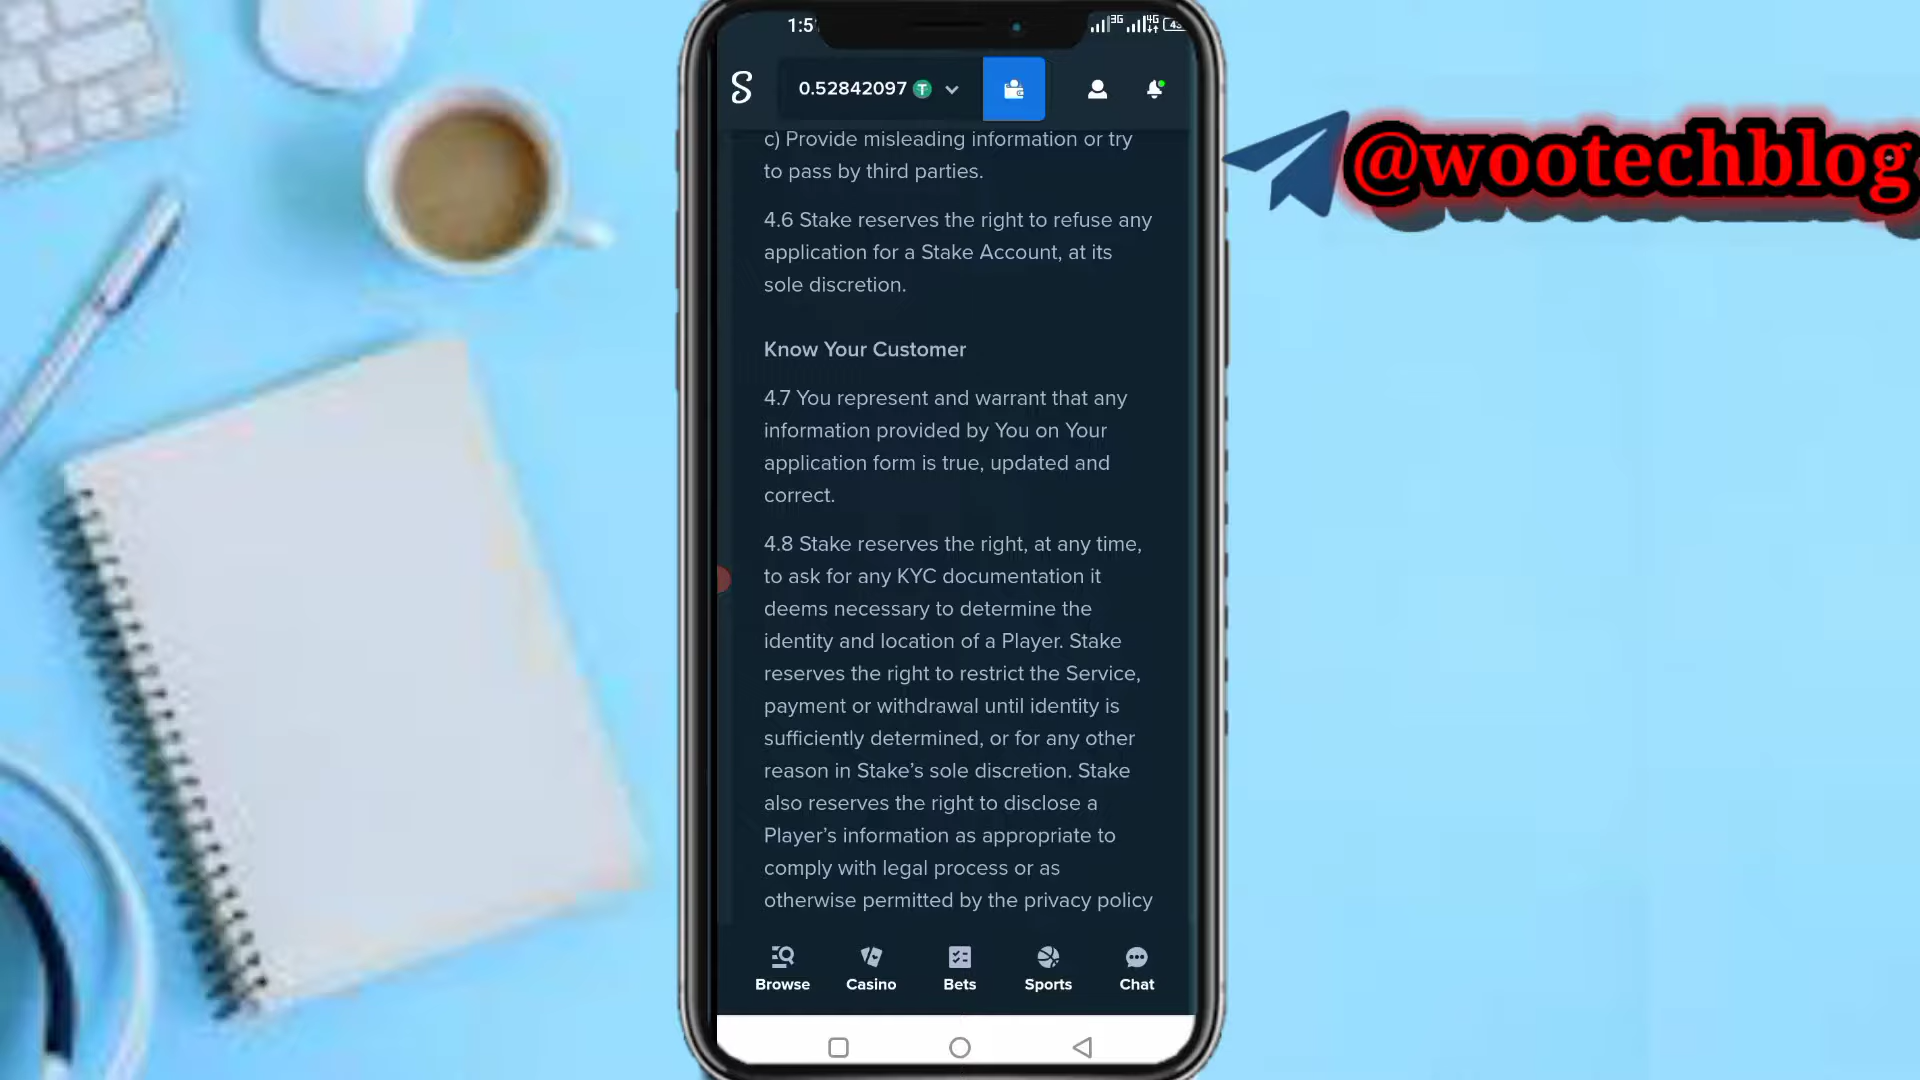 1:5
3G 4G
0.52842097
c) Provide misleading information or try
to pass by third parties.
4.6 Stake reserves the right to refuse any
application for a Stake Account, at its
sole discretion.
Know Your Customer
4.7 You represent and warrant that any
information provided by You on Your
application form is true, updated and
correct.
4.8 Stake reserves the right, at any time,
to ask for any KYC documentation it
deems necessary to determine the
identity and location of a Player. Stake
reserves the right to restrict the Service,
payment or withdrawal until identity is
sufficiently determined, or for any other
reason in Stake’s sole discretion. Stake
also reserves the right to disclose a
Player’s information as appropriate to
comply with legal process or as
otherwise permitted by the privacy policy
Browse Casino Bets Sports Chat
@wootechblog